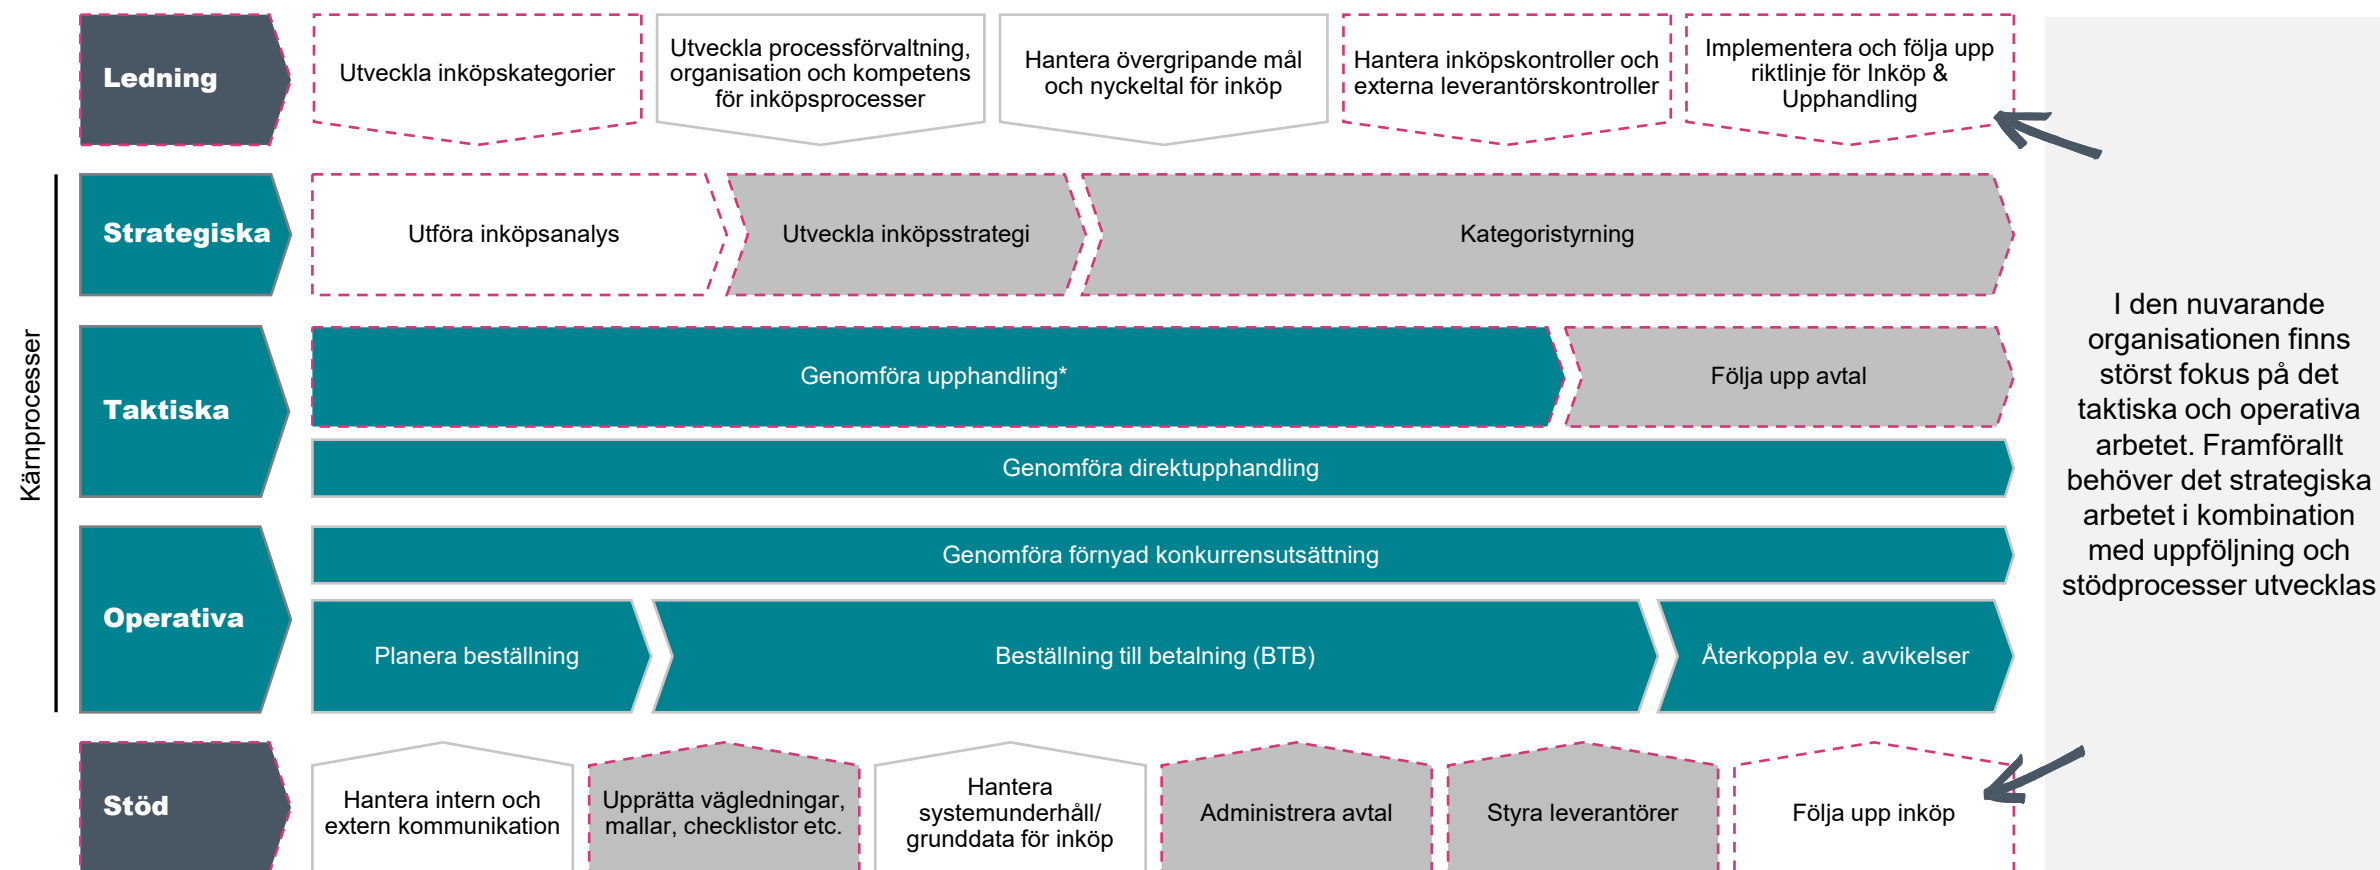 Ledning
Utveckla inköpskategorier
Utveckla processförvaltning,
organisation och kompetens
för inköpsprocesser
Hantera övergripande mål
och nyckeltal för inköp
Hantera inköpskontroller och
externa leverantörskontroller
Implementera och följa upp
riktlinje för Inköp &
Upphandling
Kärnprocesser
Strategiska
Utföra inköpsanalys
Utveckla inköpsstrategi
Kategoristyrning
Taktiska
Genomföra upphandling*
Följa upp avtal
Genomföra direktupphandling
Operativa
Genomföra förnyad konkurrensutsättning
Planera beställning
Beställning till betalning (BTB)
Återkoppla ev. avvikelser
Stöd
Hantera intern och
extern kommunikation
Upprätta vägledningar,
mallar, checklistor etc.
Hantera
systemunderhåll/
grunddata för inköp
Administrera avtal
Styra leverantörer
Följa upp inköp
I den nuvarande
organisationen finns
störst fokus på det
taktiska och operativa
arbetet. Framförallt
behöver det strategiska
arbetet i kombination
med uppföljning och
stödprocesser utvecklas